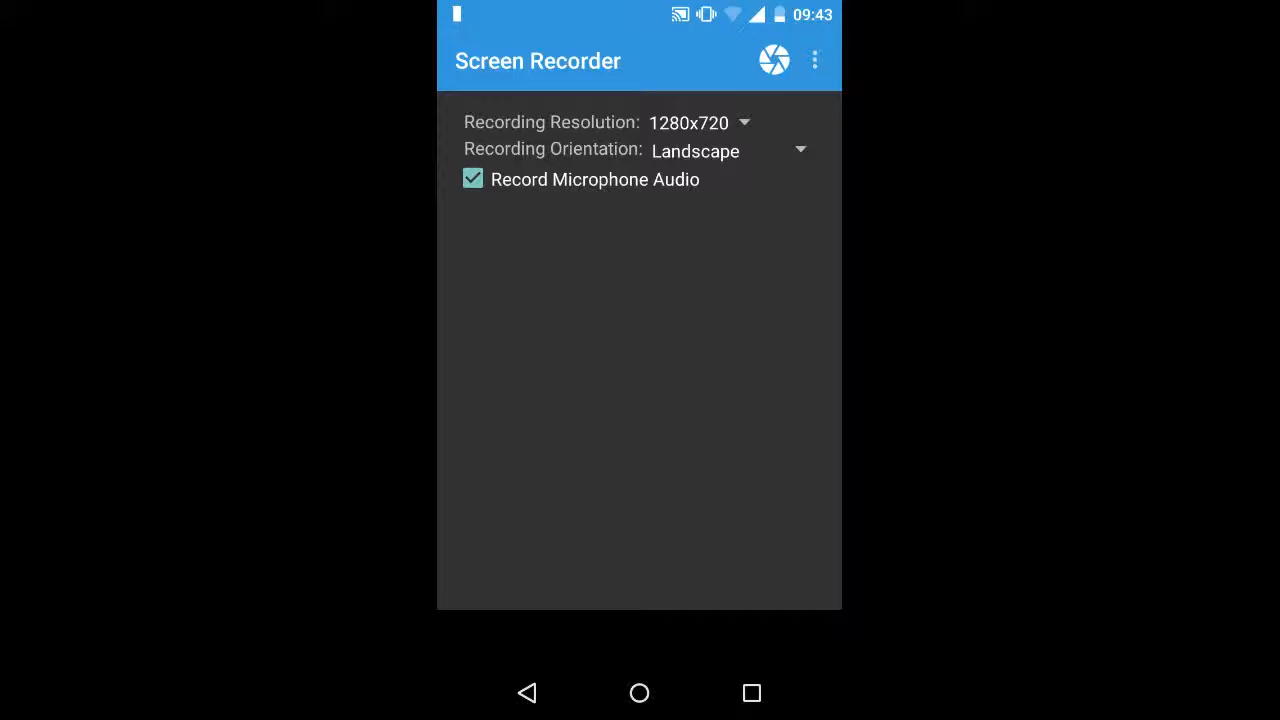 09:43
Screen Recorder
Recording Resolution: 1280x720
Recording Orientation: Landscape
Record Microphone Audio